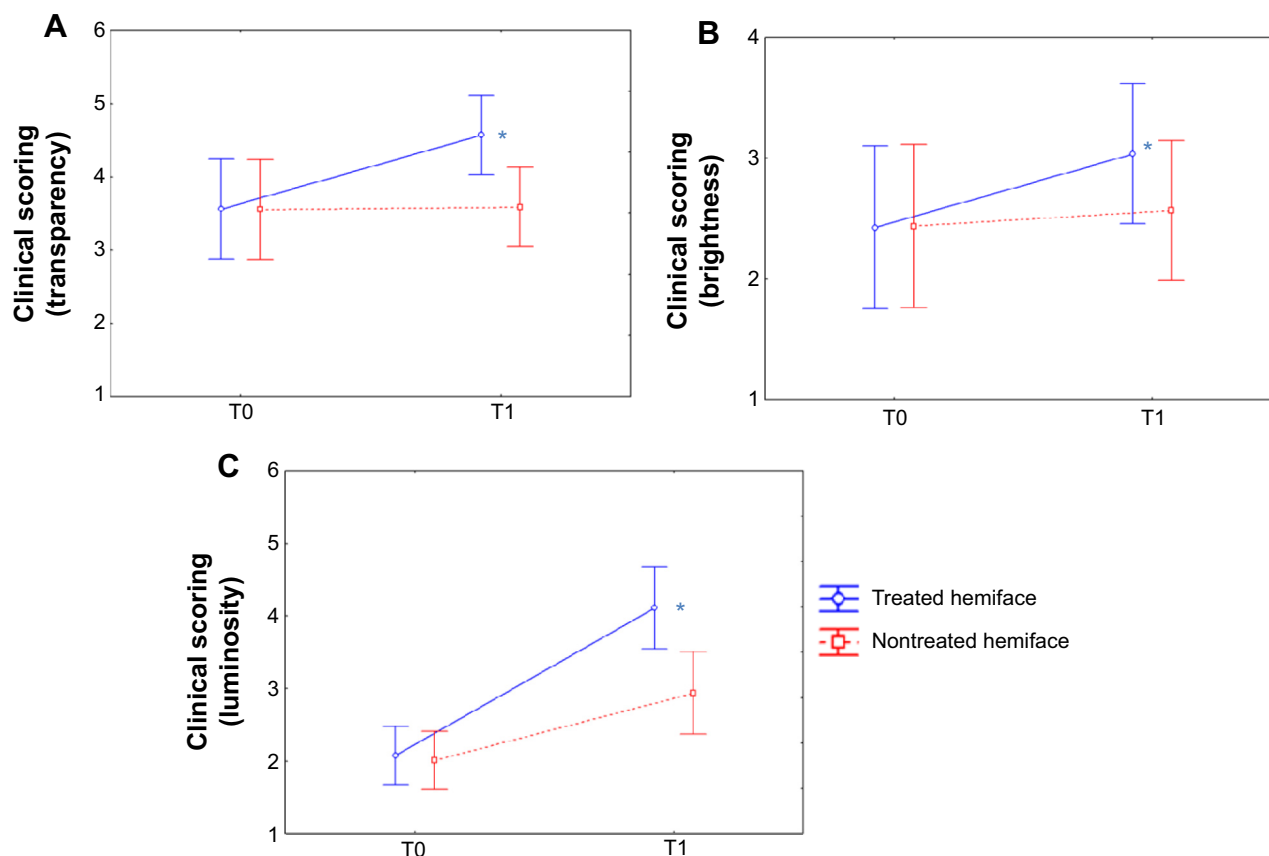 A
Clinical scoring
(transparency)
6
5
4
3
2
1
T0
T1
*
B
Clinical scoring
(brightness)
4
3
2
1
T0
T1
*
C
Clinical scoring
(luminosity)
6
5
4
3
2
1
T0
T1
*
Treated hemiface
Nontreated hemiface